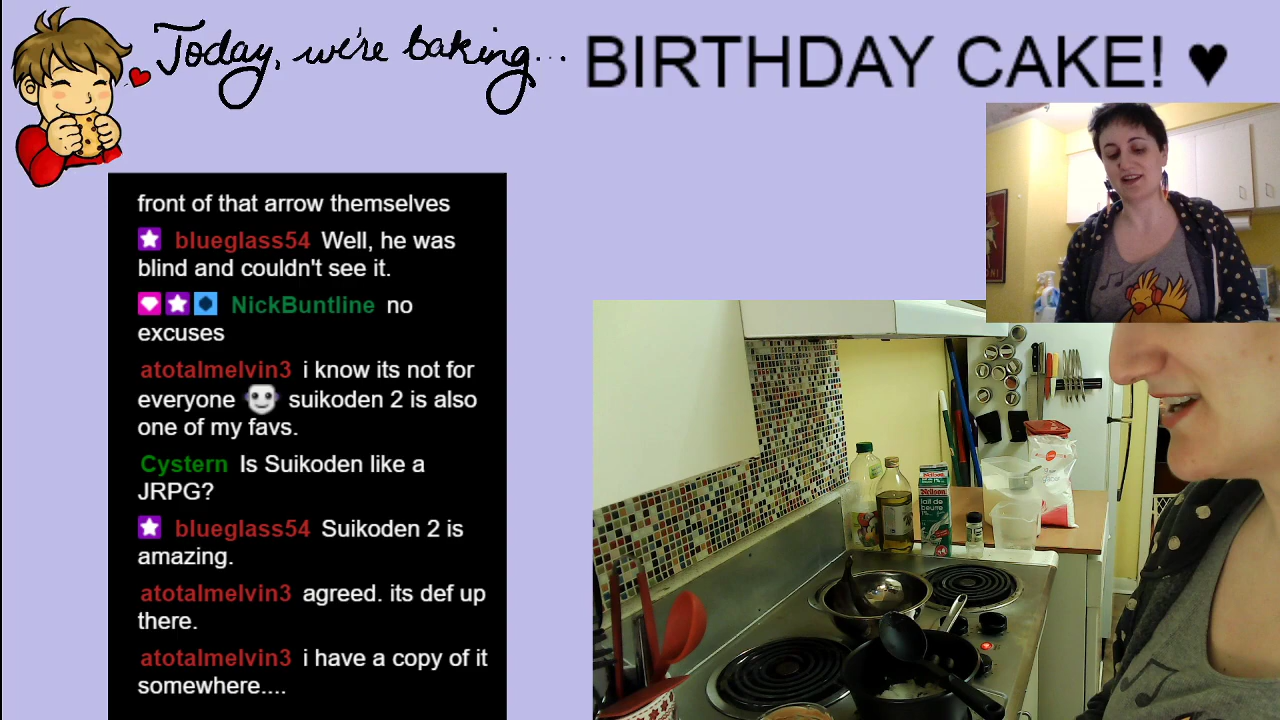 Today, we're baking... BIRTHDAY CAKE! ♥
front of that arrow themselves
blueglass54 Well, he was
blind and couldn't see it.
NickBuntline no
excuses
atotalmelvin3 i know its not for
everyone suikoden 2 is also
one of my favs.
Cystern Is Suikoden like a
JRPG?
blueglass54 Suikoden 2 is
amazing.
atotalmelvin3 agreed. its def up
there.
atotalmelvin3 i have a copy of it
somewhere....
Neilson
lait de
beurre